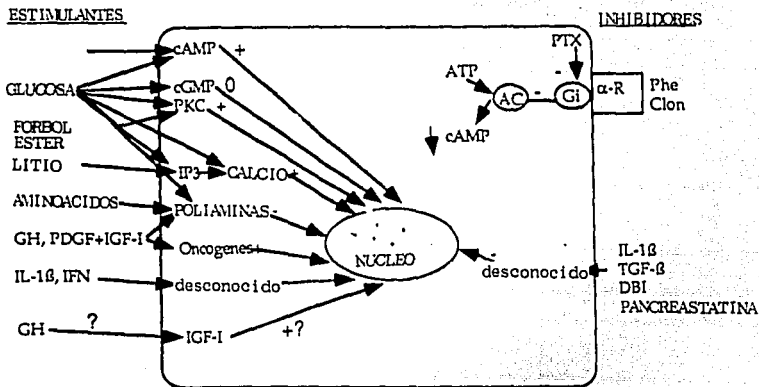 ESTIMULANTES
INHIBIDORES
cAMP +
PTX
-
ATP
GLUCOSA
cGMP 0
PKC +
AC
-
Gi
α-R
Phe
Clon
cAMP
FORBOL
ESTER
LITIO
IP3
CALCIO+
AMINOACIDOS
POLIAMINAS-
GH, PDGF+IGF-I
Oncogenes+
NUCLEO
IL-1ß, IFN
desconocido
-
desconocido
IL-1ß
TGF-ß
DBI
PANCREASTATINA
GH
?
IGF-I
+?